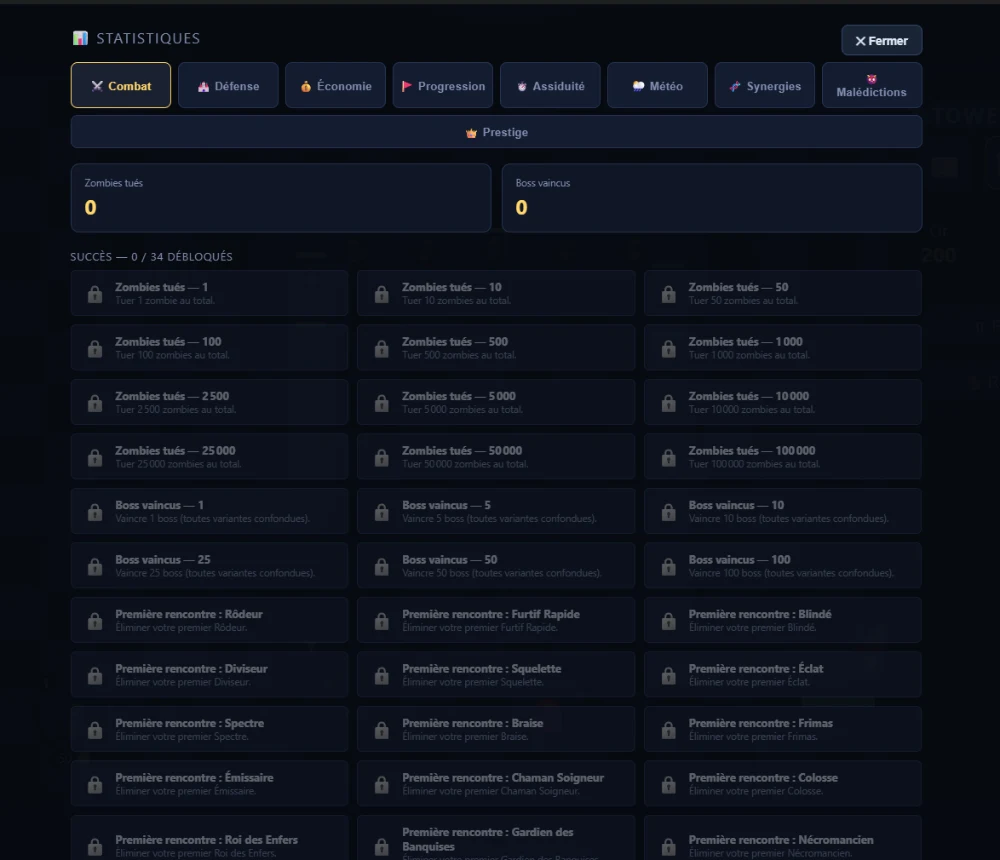 STATISTIQUES
✕ Fermer
Combat
Défense
Économie
Progression
Assiduité
Météo
Synergies
Malédictions
Prestige
Zombies tués
0
Boss vaincus
0
SUCCÈS — 0 / 34 DÉBLOQUÉS
Zombies tués — 1
Tuer 1 zombie au total.
Zombies tués — 10
Tuer 10 zombies au total.
Zombies tués — 50
Tuer 50 zombies au total.
Zombies tués — 100
Tuer 100 zombies au total.
Zombies tués — 500
Tuer 500 zombies au total.
Zombies tués — 1 000
Tuer 1 000 zombies au total.
Zombies tués — 2 500
Tuer 2 500 zombies au total.
Zombies tués — 5 000
Tuer 5 000 zombies au total.
Zombies tués — 10 000
Tuer 10 000 zombies au total.
Zombies tués — 25 000
Tuer 25 000 zombies au total.
Zombies tués — 50 000
Tuer 50 000 zombies au total.
Zombies tués — 100 000
Tuer 100 000 zombies au total.
Boss vaincus — 1
Vaincre 1 boss (toutes variantes confondues).
Boss vaincus — 5
Vaincre 5 boss (toutes variantes confondues).
Boss vaincus — 10
Vaincre 10 boss (toutes variantes confondues).
Boss vaincus — 25
Vaincre 25 boss (toutes variantes confondues).
Boss vaincus — 50
Vaincre 50 boss (toutes variantes confondues).
Boss vaincus — 100
Vaincre 100 boss (toutes variantes confondues).
Première rencontre : Rôdeur
Éliminer votre premier Rôdeur.
Première rencontre : Furtif Rapide
Éliminer votre premier Furtif Rapide.
Première rencontre : Blindé
Éliminer votre premier Blindé.
Première rencontre : Diviseur
Éliminer votre premier Diviseur.
Première rencontre : Squelette
Éliminer votre premier Squelette.
Première rencontre : Éclat
Éliminer votre premier Éclat.
Première rencontre : Spectre
Éliminer votre premier Spectre.
Première rencontre : Braise
Éliminer votre premier Braise.
Première rencontre : Frimas
Éliminer votre premier Frimas.
Première rencontre : Émissaire
Éliminer votre premier Émissaire.
Première rencontre : Chaman Soigneur
Éliminer votre premier Chaman Soigneur.
Première rencontre : Colosse
Éliminer votre premier Colosse.
Première rencontre : Roi des Enfers
Éliminer votre premier Roi des Enfers.
Première rencontre : Gardien des
Banquises
Éliminer votre premier Gardien des Banquises.
Première rencontre : Nécromancien
Éliminer votre premier Nécromancien.
TOWE
200